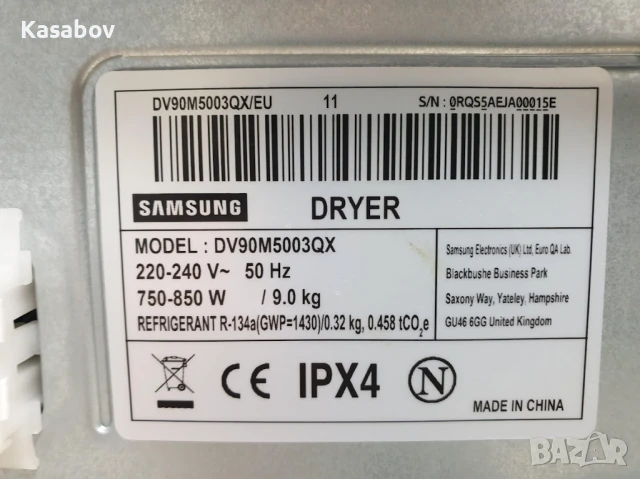 Kasabov
DV90M5003QX/EU 11 S/N : 0RQS5AEJA00015E
SAMSUNG DRYER
MODEL : DV90M5003QX
220-240 V~ 50 Hz
750-850 W / 9.0 kg
REFRIGERANT R-134a(GWP=1430)/0.32 kg, 0.458 tCO2e
Samsung Electronics (UK) Ltd, Euro QA Lab.
Blackbushe Business Park
Saxony Way, Yateley, Hampshire
GU46 6GG United Kingdom
CE IPX4 N
MADE IN CHINA
BAZAR